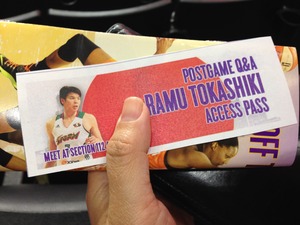 POSTGAME Q&A
RAMU TOKASHIKI
ACCESS PASS
MEET AT SECTION 112